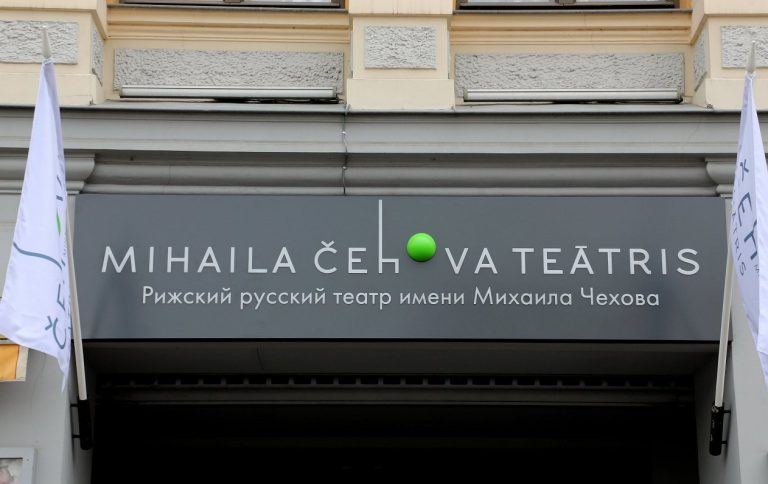 MIHAILA ČEhOVA TEĀTRIS
Рижский русский театр имени Михаила Чехова